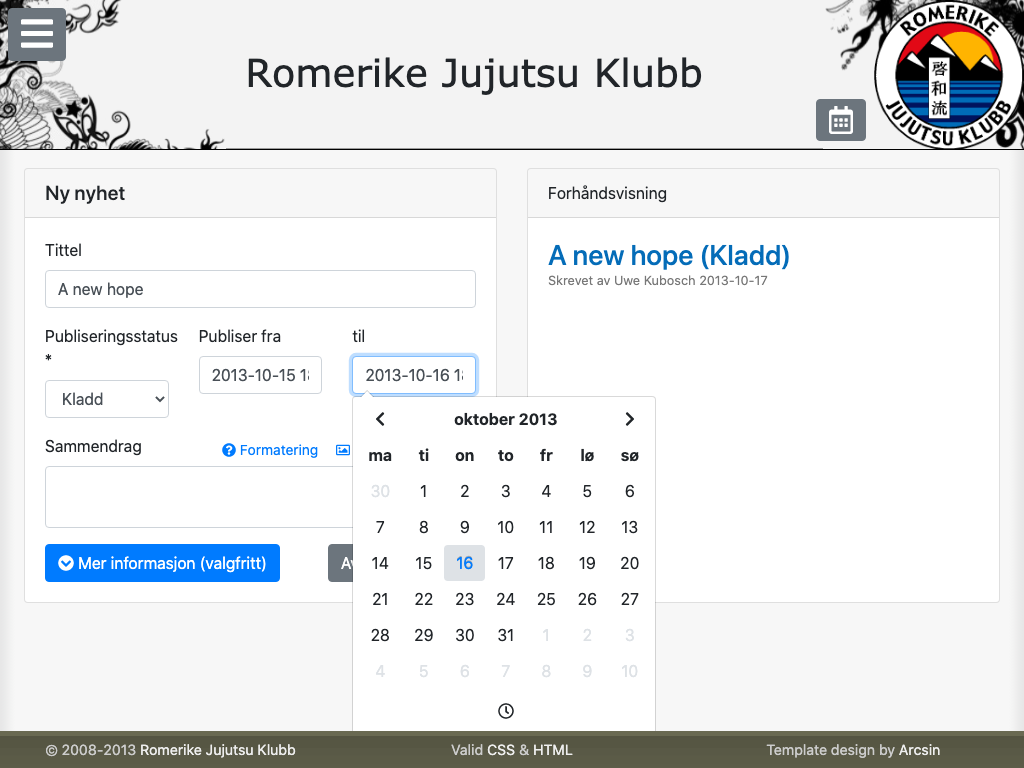 Romerike Jujutsu Klubb
ROMERIKE
啓和流
JUJUTSU KLUBB
Ny nyhet
Tittel
A new hope
Publiseringsstatus *
Publiser fra
til
Kladd
2013-10-15
2013-10-16
Sammendrag
Formatering
Mer informasjon (valgfritt)
oktober 2013
ma ti on to fr lø sø
30 1 2 3 4 5 6
7 8 9 10 11 12 13
14 15 16 17 18 19 20
21 22 23 24 25 26 27
28 29 30 31 1 2 3
4 5 6 7 8 9 10
Forhåndsvisning
A new hope (Kladd)
Skrevet av Uwe Kubosch 2013-10-17
© 2008-2013 Romerike Jujutsu Klubb
Valid CSS & HTML
Template design by Arcsin